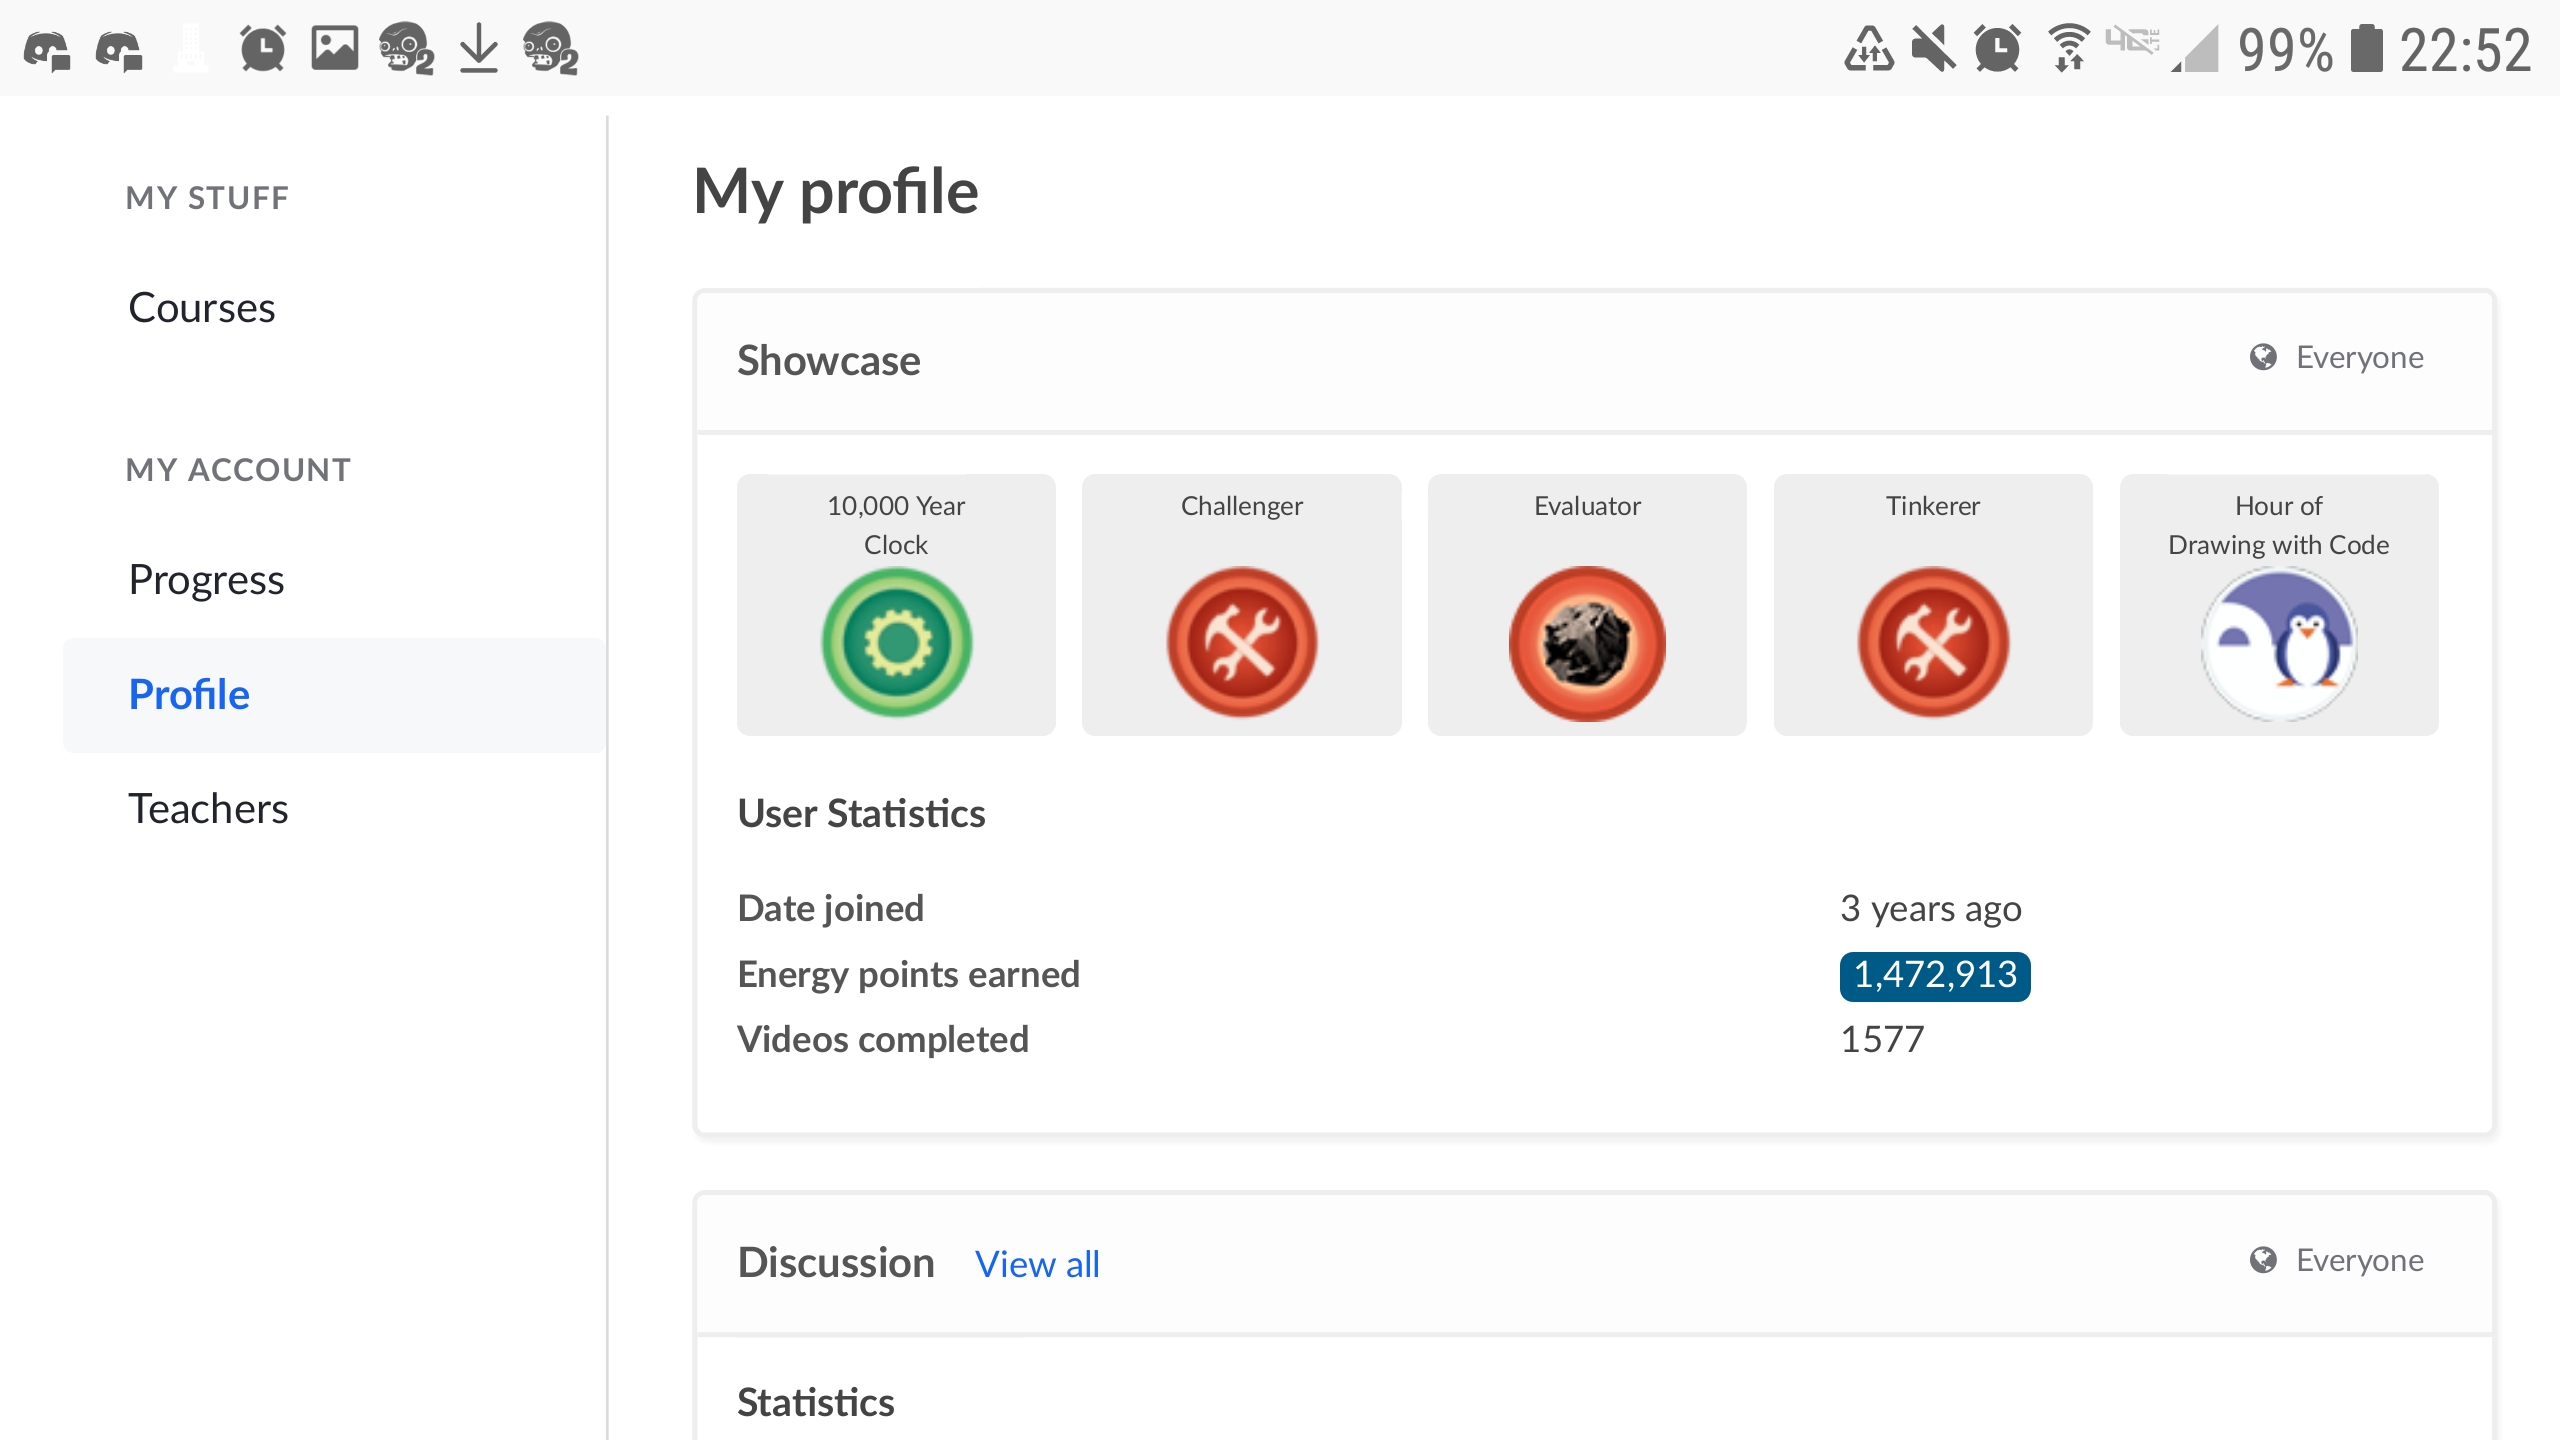 99% 22:52
MY STUFF
Courses
MY ACCOUNT
Progress
Profile
Teachers
My profile
Showcase
Everyone
10,000 Year
Clock
Challenger
Evaluator
Tinkerer
Hour of
Drawing with Code
User Statistics
Date joined 3 years ago
Energy points earned 1,472,913
Videos completed 1577
Discussion View all
Everyone
Statistics